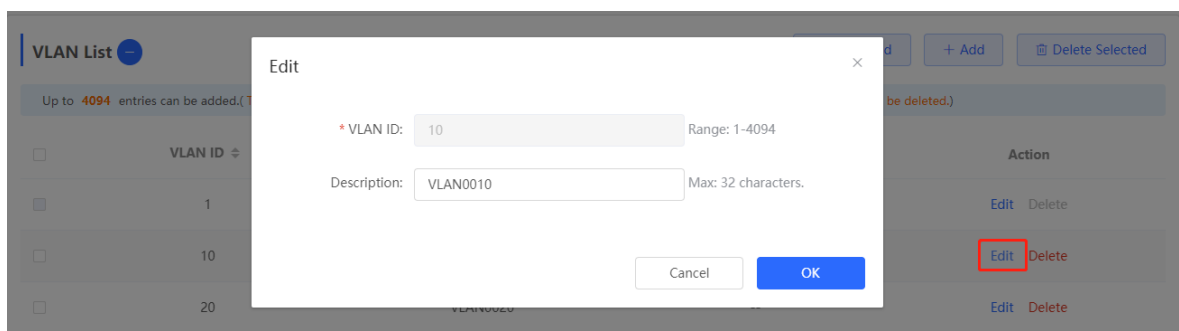 VLAN List
d
+ Add
Delete Selected
Up to 4094 entries can be added.(
be deleted.)
VLAN ID
Action
1
Edit Delete
10
Edit Delete
20
VLAN0020
Edit Delete
Edit
* VLAN ID:
10
Range: 1-4094
Description:
VLAN0010
Max: 32 characters.
Cancel
OK